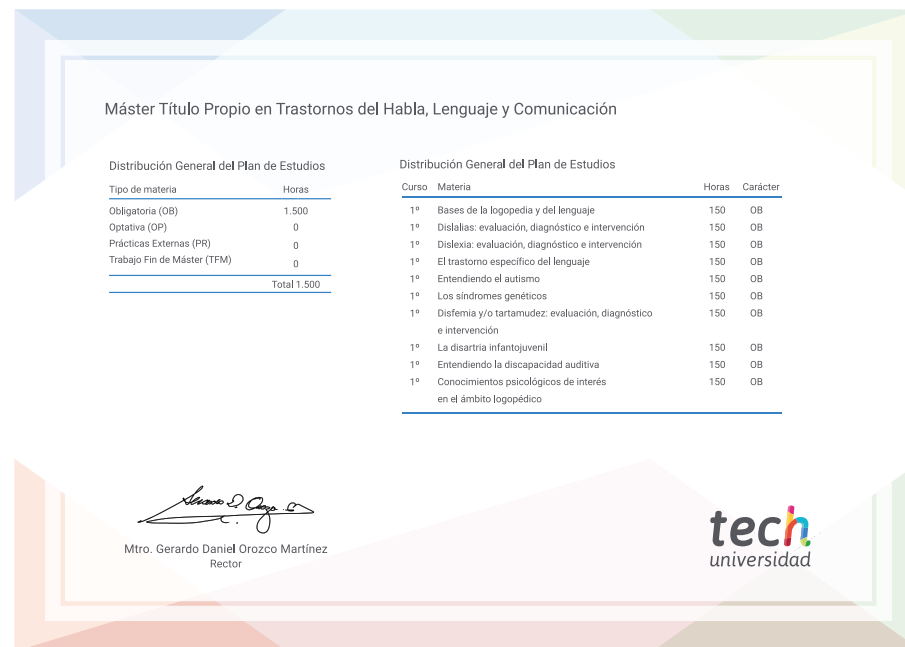 Máster Título Propio en Trastornos del Habla, Lenguaje y Comunicación
Distribución General del Plan de Estudios
Tipo de materia Horas
Obligatoria (OB) 1.500
Optativa (OP) 0
Prácticas Externas (PR) 0
Trabajo Fin de Máster (TFM) 0
Total 1.500
Distribución General del Plan de Estudios
Curso Materia Horas Carácter
1º Bases de la logopedia y del lenguaje 150 OB
1º Dislalias: evaluación, diagnóstico e intervención 150 OB
1º Dislexia: evaluación, diagnóstico e intervención 150 OB
1º El trastorno específico del lenguaje 150 OB
1º Entendiendo el autismo 150 OB
1º Los síndromes genéticos 150 OB
1º Disfemia y/o tartamudez: evaluación, diagnóstico 150 OB
e intervención
1º La disartria infantojuvenil 150 OB
1º Entendiendo la discapacidad auditiva 150 OB
1º Conocimientos psicológicos de interés 150 OB
en el ámbito logopédico
Mtro. Gerardo Daniel Orozco Martínez
Rector
tech
universidad